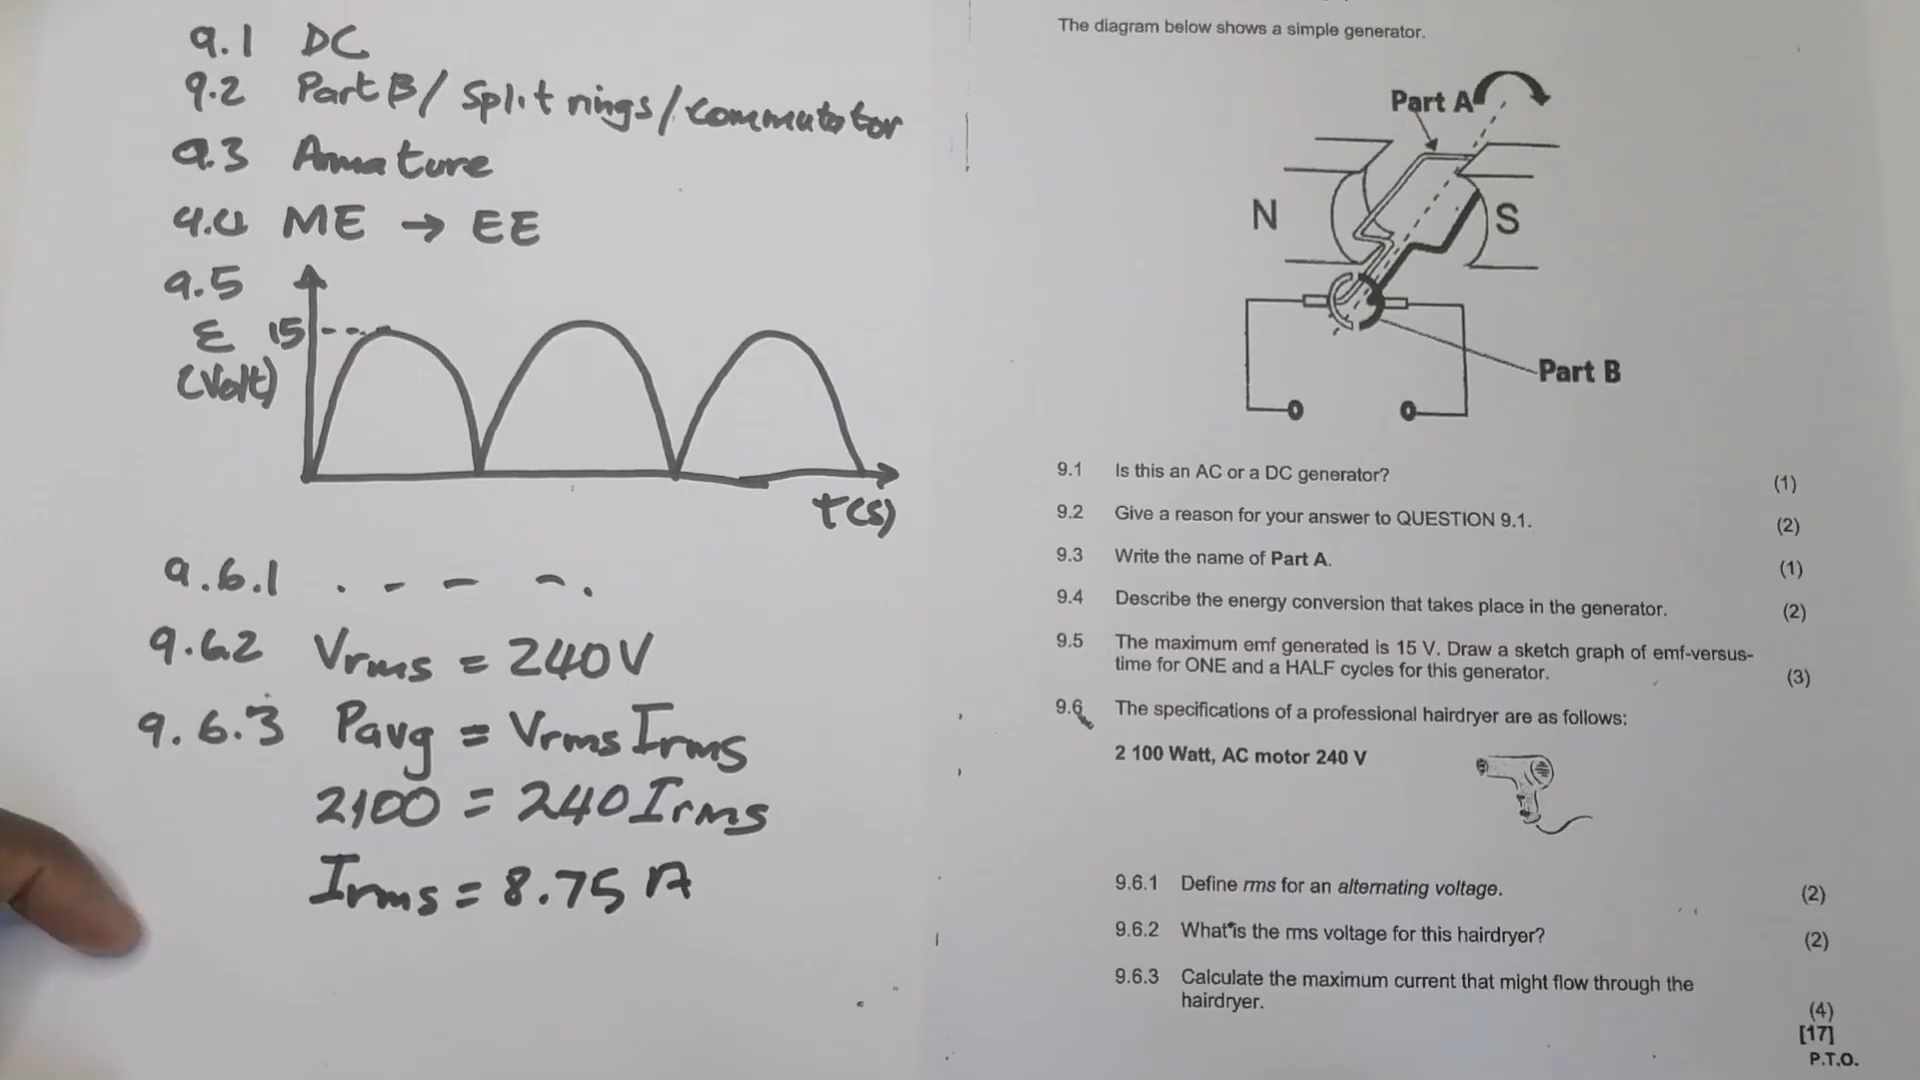 9.1 DC
9.2 Part B/ Split rings/commutator
9.3 Armature
9.4 ME → EE
9.5
ε 15
(Volt)
t(s)
9.6.1 . - - - .
9.6.2 Vrms = 240V
9.6.3 Pavg = Vrms Irms
2100 = 240 Irms
Irms = 8.75 A
The diagram below shows a simple generator.
Part A
N S
Part B
9.1 Is this an AC or a DC generator? (1)
9.2 Give a reason for your answer to QUESTION 9.1. (2)
9.3 Write the name of Part A. (1)
9.4 Describe the energy conversion that takes place in the generator. (2)
9.5 The maximum emf generated is 15 V. Draw a sketch graph of emf-versus-
time for ONE and a HALF cycles for this generator. (3)
9.6 The specifications of a professional hairdryer are as follows:
2 100 Watt, AC motor 240 V
9.6.1 Define rms for an alternating voltage. (2)
9.6.2 What is the rms voltage for this hairdryer? (2)
9.6.3 Calculate the maximum current that might flow through the
hairdryer. (4)
[17]
P.T.O.